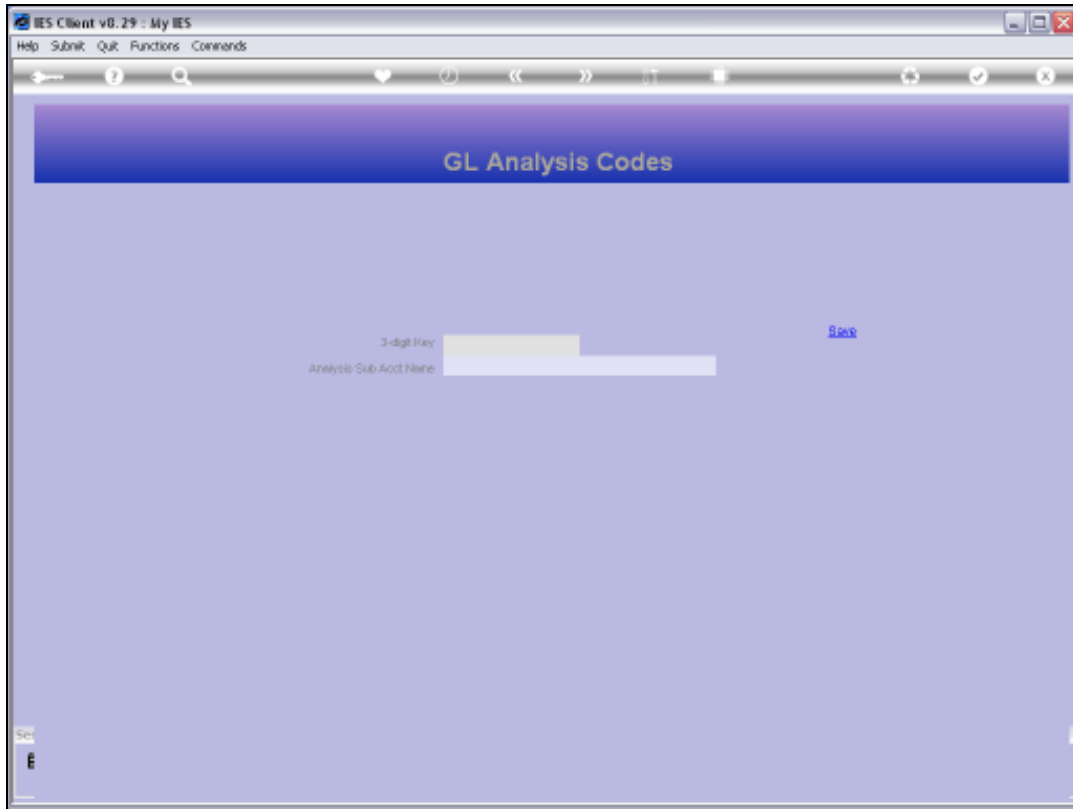 IES Client v8.29 : My IES
Help Submit Quit Functions Commands
GL Analysis Codes
3-digit Key
Save
Analysis Sub Acct Name